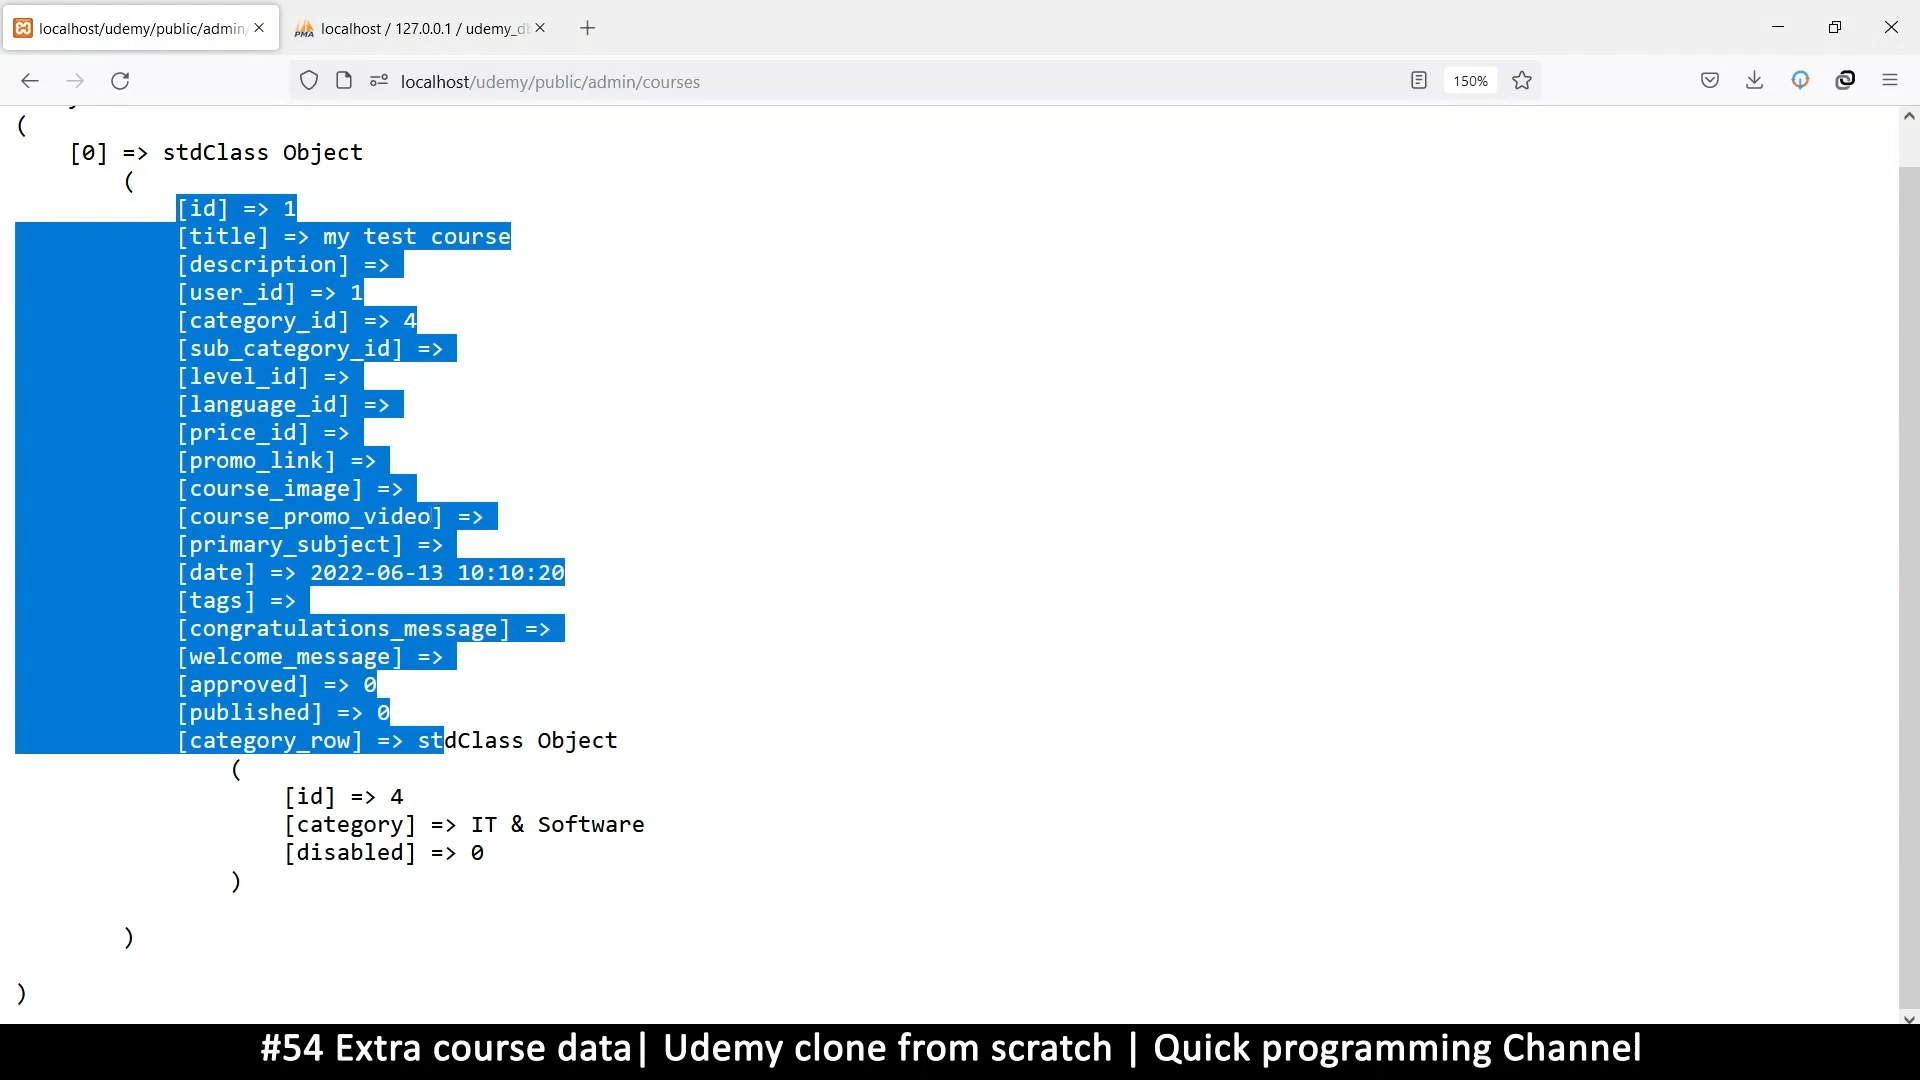 localhost/udemy/public/admin/
localhost / 127.0.0.1 / udemy_d
localhost/udemy/public/admin/courses
150%
(
[0] => stdClass Object
(
[id] => 1
[title] => my test course
[description] =>
[user_id] => 1
[category_id] => 4
[sub_category_id] =>
[level_id] =>
[language_id] =>
[price_id] =>
[promo_link] =>
[course_image] =>
[course_promo_video] =>
[primary_subject] =>
[date] => 2022-06-13 10:10:20
[tags] =>
[congratulations_message] =>
[welcome_message] =>
[approved] => 0
[published] => 0
[category_row] => stdClass Object
(
[id] => 4
[category] => IT & Software
[disabled] => 0
)
)
)
#54 Extra course data| Udemy clone from scratch | Quick programming Channel